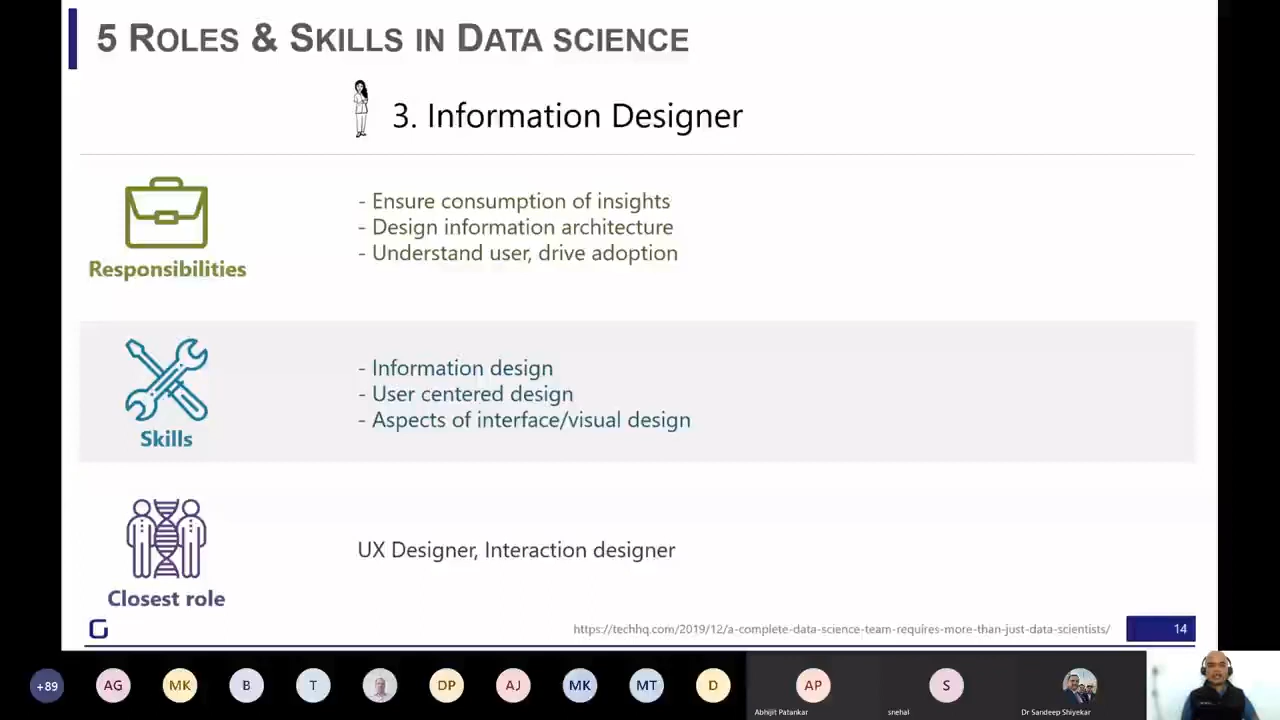 5 ROLES & SKILLS IN DATA SCIENCE
3. Information Designer
Responsibilities
- Ensure consumption of insights
- Design information architecture
- Understand user, drive adoption
Skills
- Information design
- User centered design
- Aspects of interface/visual design
Closest role
UX Designer, Interaction designer
G
https://techhq.com/2019/12/a-complete-data-science-team-requires-more-than-just-data-scientists/
14
+89
AG
MK
B
T
DP
AJ
MK
MT
D
AP
Abhijit Patankar
S
snehal
Dr Sandeep Shiyekar